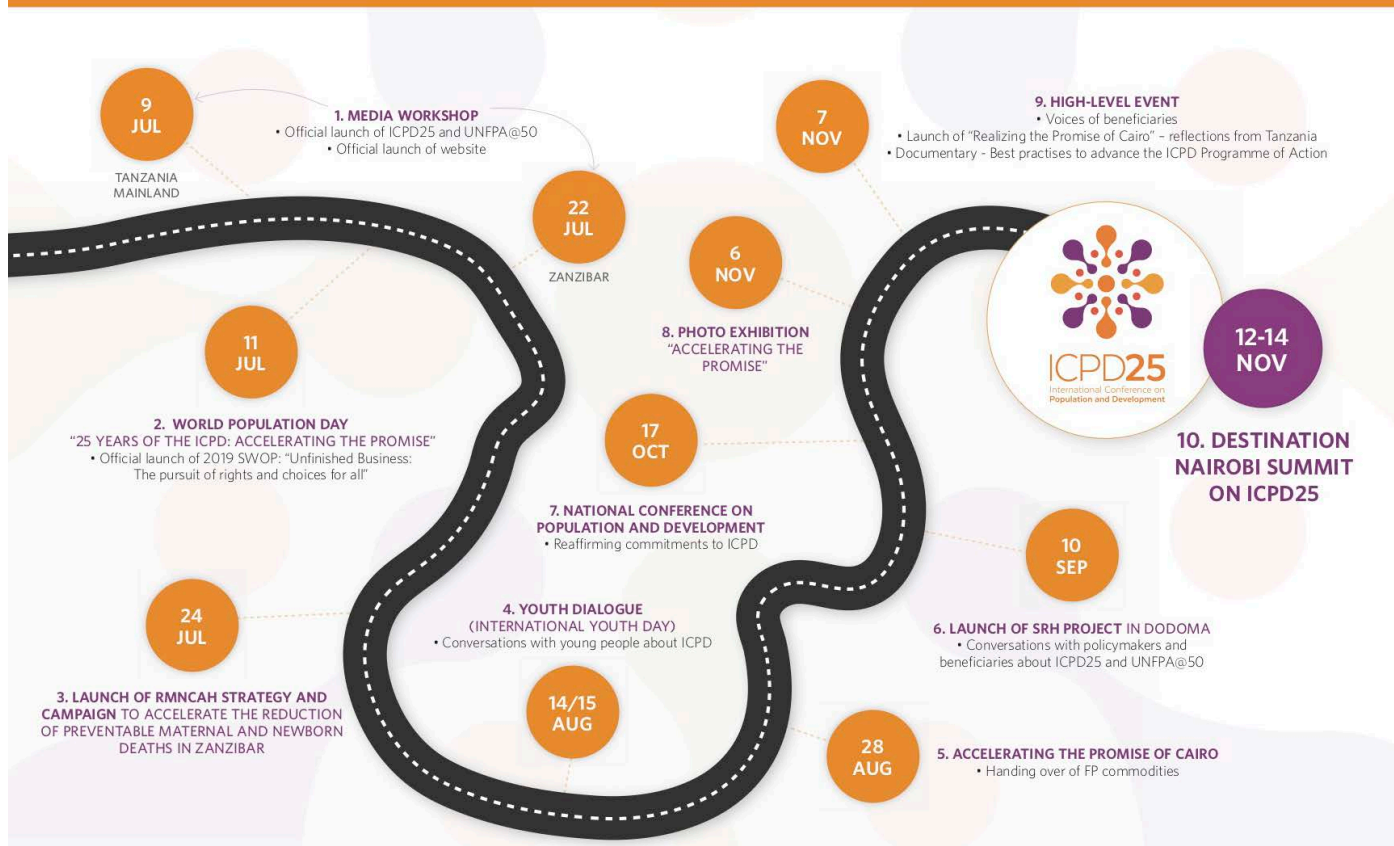 9
JUL
TANZANIA
MAINLAND
1. MEDIA WORKSHOP
• Official launch of ICPD25 and UNFPA@50
• Official launch of website
22
JUL
ZANZIBAR
11
JUL
2. WORLD POPULATION DAY
“25 YEARS OF THE ICPD: ACCELERATING THE PROMISE”
• Official launch of 2019 SWOP: “Unfinished Business:
The pursuit of rights and choices for all”
24
JUL
3. LAUNCH OF RMNCAH STRATEGY AND
CAMPAIGN TO ACCELERATE THE REDUCTION
OF PREVENTABLE MATERNAL AND NEWBORN
DEATHS IN ZANZIBAR
4. YOUTH DIALOGUE
(INTERNATIONAL YOUTH DAY)
• Conversations with young people about ICPD
14/15
AUG
28
AUG
5. ACCELERATING THE PROMISE OF CAIRO
• Handing over of FP commodities
10
SEP
6. LAUNCH OF SRH PROJECT IN DODOMA
• Conversations with policymakers and
beneficiaries about ICPD25 and UNFPA@50
17
OCT
7. NATIONAL CONFERENCE ON
POPULATION AND DEVELOPMENT
• Reaffirming commitments to ICPD
6
NOV
8. PHOTO EXHIBITION
“ACCELERATING THE
PROMISE”
7
NOV
9. HIGH-LEVEL EVENT
• Voices of beneficiaries
• Launch of “Realizing the Promise of Cairo” – reflections from Tanzania
• Documentary - Best practises to advance the ICPD Programme of Action
ICPD25
International Conference on
Population and Development
12-14
NOV
10. DESTINATION
NAIROBI SUMMIT
ON ICPD25